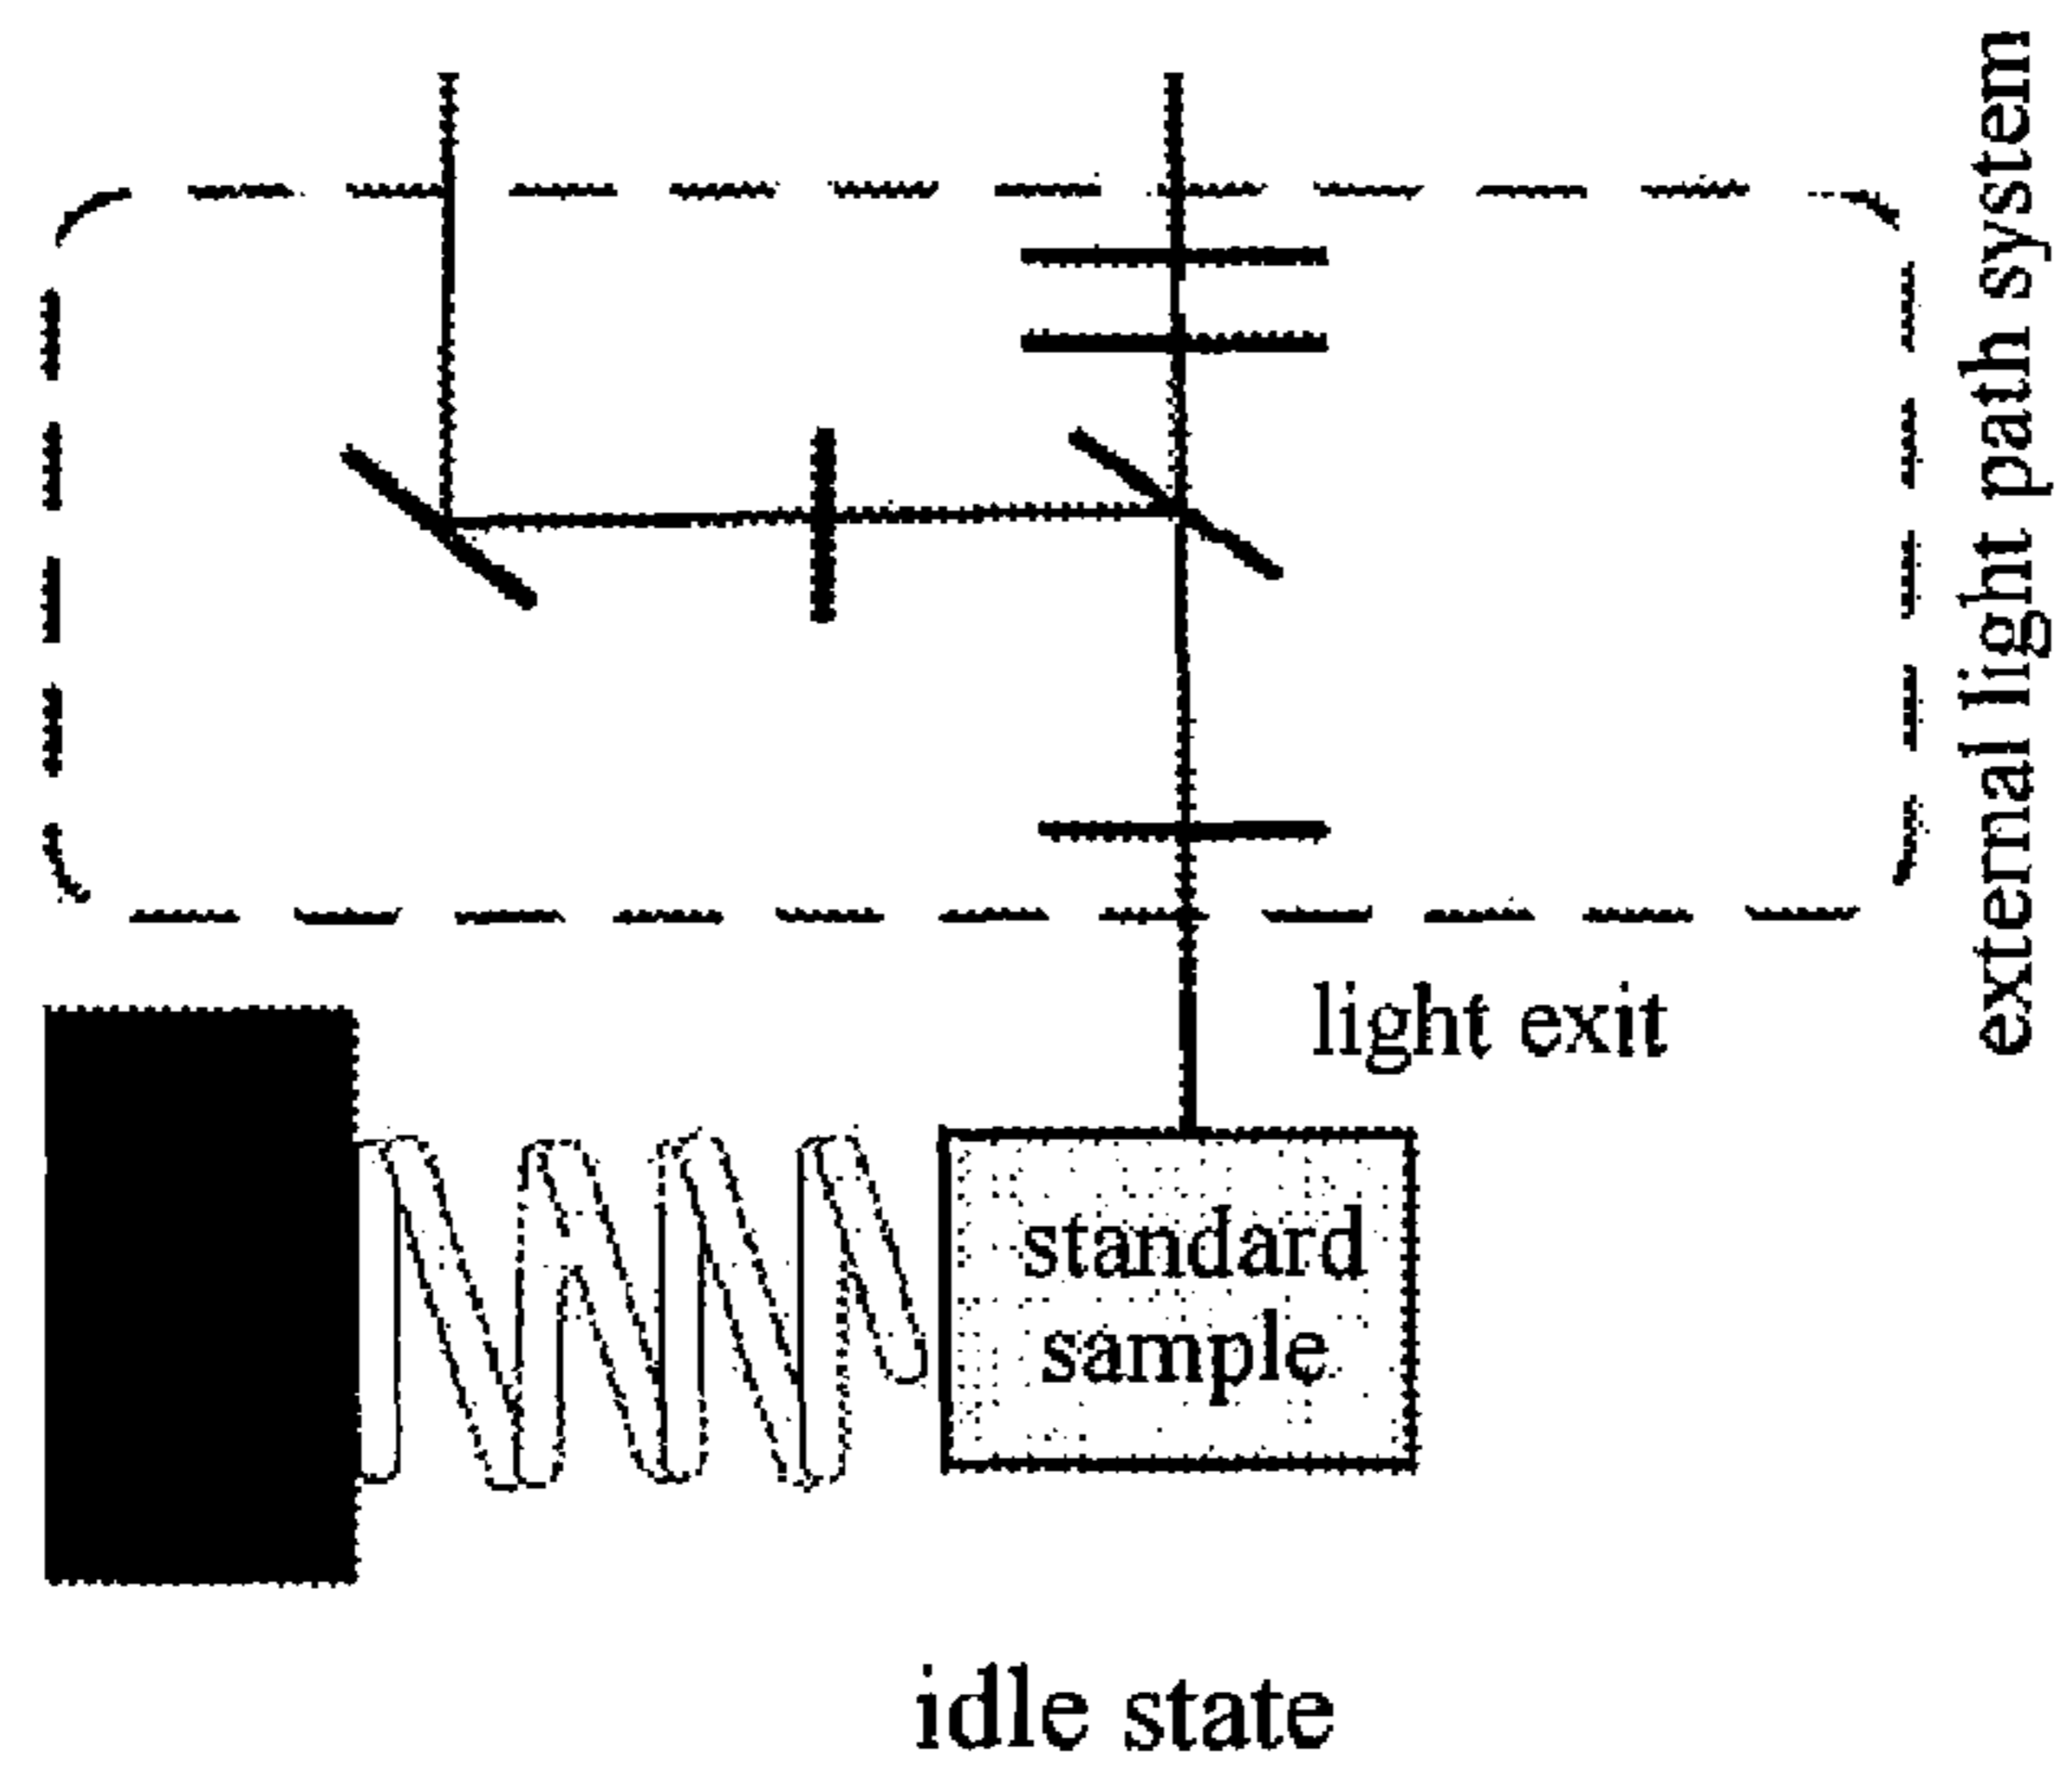 external light path system
light exit
standard
sample
idle state